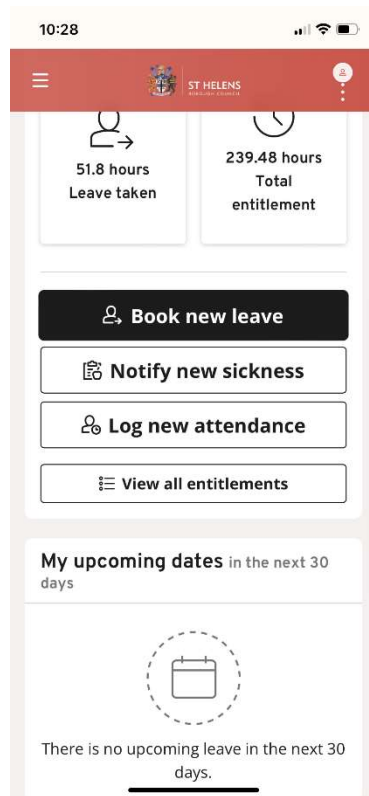 10:28
ST HELENS
BOROUGH COUNCIL
51.8 hours
Leave taken
239.48 hours
Total
entitlement
Book new leave
Notify new sickness
Log new attendance
View all entitlements
My upcoming dates in the next 30
days
There is no upcoming leave in the next 30
days.